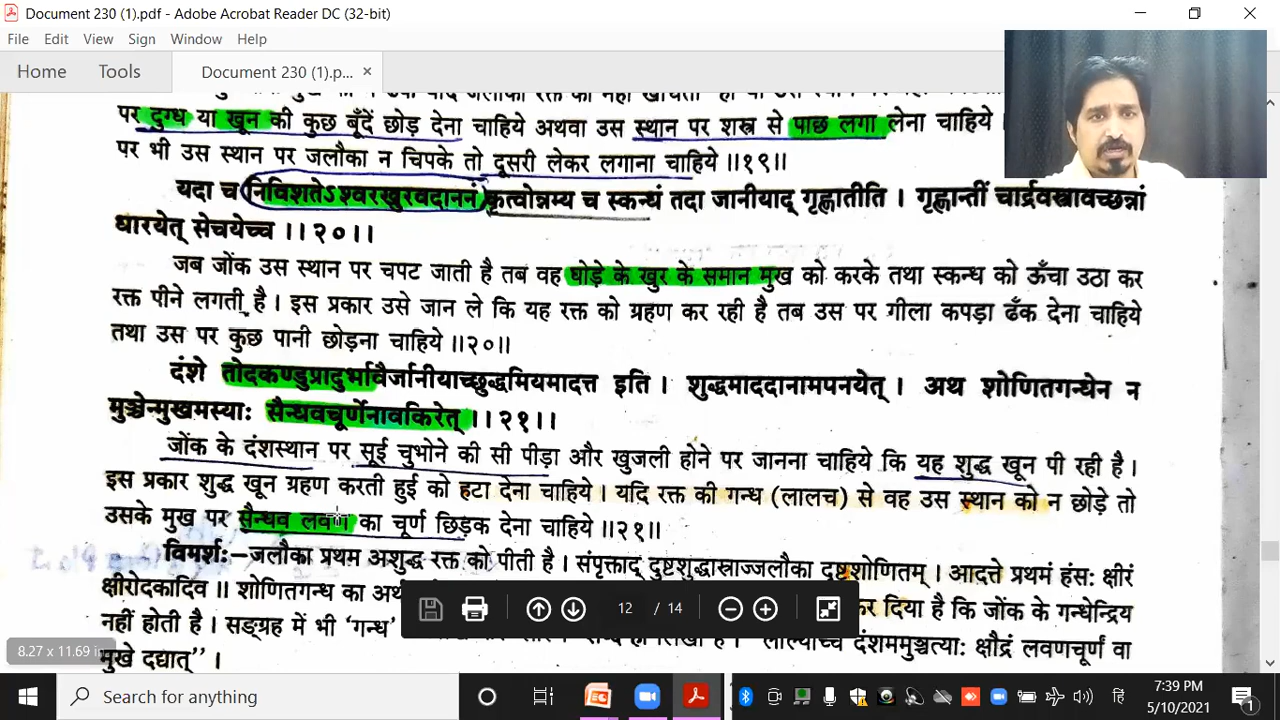 Document 230 (1).pdf - Adobe Acrobat Reader DC (32-bit)
File Edit View Sign Window Help
Home Tools Document 230 (1).p... ×
पर दुग्ध या खून की कुछ बूँदें छोड़ देना चाहिये अथवा उस स्थान पर शस्त्र से पाछ लगा लेना चाहिये
पर भी उस स्थान पर जलौका न चिपके तो दूसरी लेकर लगाना चाहिये ॥१९॥
यदा च निविशतेऽश्वखुरवदाननं कृत्वोन्नम्य च स्कन्धं तदा जानीयाद् गृह्णातीति । गृह्णन्तीं चार्द्रवस्त्रावच्छन्नां
धारयेत् सेचयेच्च ॥२०॥
जब जोंक उस स्थान पर चपट जाती है तब वह घोड़े के खुर के समान मुख को करके तथा स्कन्ध को ऊँचा उठा कर
रक्त पीने लगती है । इस प्रकार उसे जान ले कि यह रक्त को ग्रहण कर रही है तब उस पर गीला कपड़ा ढँक देना चाहिये
तथा उस पर कुछ पानी छोड़ना चाहिये ॥२०॥
दंशे तोदकण्डुप्रादुर्भावैर्जानीयाच्छुद्धमियमादत्त इति । शुद्धमाददानामपनयेत् । अथ शोणितगन्धेन न
मुञ्चेन्मुखमस्याः सैन्धवचूर्णेनावकिरेत् ॥२१॥
जोंक के दंशस्थान पर सूई चुभोने की सी पीड़ा और खुजली होने पर जानना चाहिये कि यह शुद्ध खून पी रही है ।
इस प्रकार शुद्ध खून ग्रहण करती हुई को हटा देना चाहिये । यदि रक्त की गन्ध (लालच) से वह उस स्थान को न छोड़े तो
उसके मुख पर सैन्धव लवण का चूर्ण छिड़क देना चाहिये ॥२१॥
विमर्शः–जलौका प्रथम अशुद्ध रक्त को पीती है । संपृक्ताद् दुष्टशुद्धास्राज्जलौका दुष्टशोणितम् । आदत्ते प्रथमं हंसः क्षीरं
क्षीरोदकादिव ॥ शोणितगन्ध का अर्थ कर दिया है कि जोंक के गन्धेन्द्रिय
नहीं होती है । सङ्ग्रह में भी 'गन्ध' दंशममुञ्चत्याः क्षौद्रं लवणचूर्णं वा
मुखे दद्यात्” ।
12 / 14
8.27 x 11.69 in
Search for anything
हि
7:39 PM
5/10/2021
1